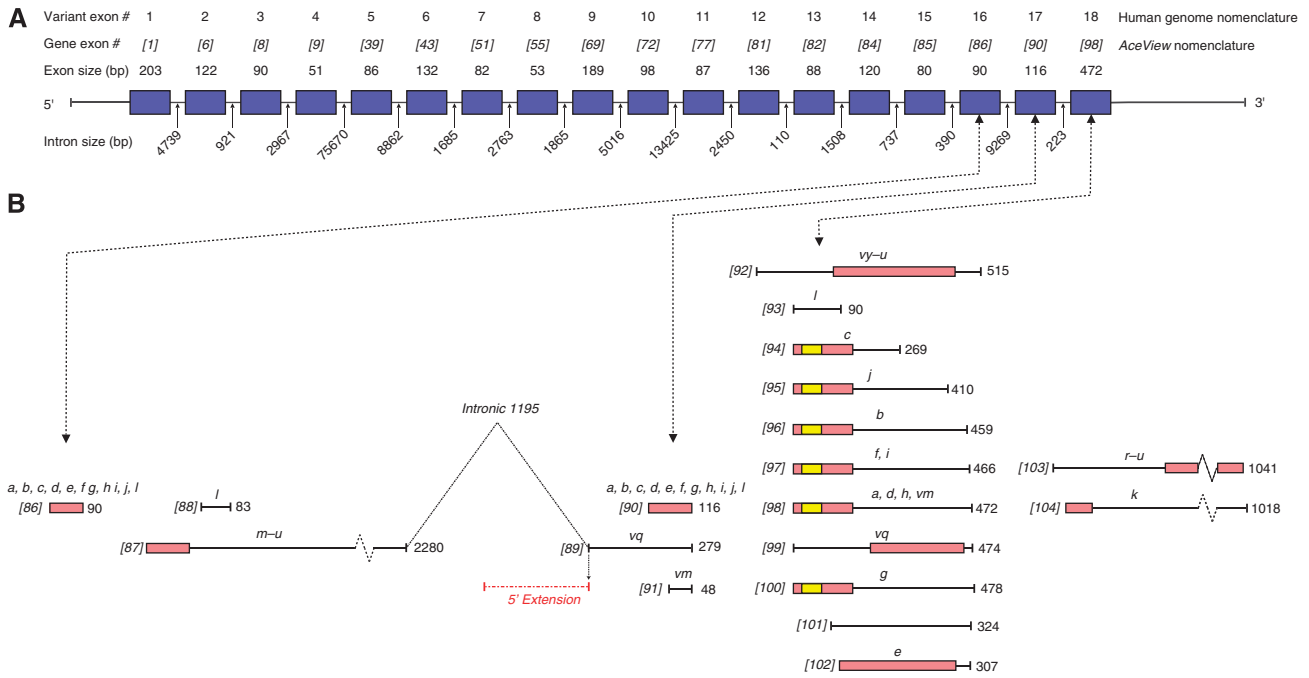 A
Variant exon # 1 2 3 4 5 6 7 8 9 10 11 12 13 14 15 16 17 18 Human genome nomenclature
Gene exon # [1] [6] [8] [9] [39] [43] [51] [55] [69] [72] [77] [81] [82] [84] [85] [86] [90] [98] AceView nomenclature
Exon size (bp) 203 122 90 51 86 132 82 53 189 98 87 136 88 120 80 90 116 472
5' 3'
Intron size (bp) 4739 921 2967 75670 8862 1685 2763 1865 5016 13425 2450 110 1508 737 390 9269 223
B
vy–u
[92] 515
l
[93] 90
c
[94] 269
j
[95] 410
Intronic 1195
b
[96] 459
f, i
[97] 466
r–u
[103] 1041
a, b, c, d, e, f g, h i, j, l
[86] 90
l
[88] 83
a, b, c, d, e, f, g, h, i, j, l
[90] 116
a, d, h, vm
[98] 472
k
[104] 1018
m–u
[87] 2280
vq
[89] 279
vq
[99] 474
5' Extension
vm
[91] 48
g
[100] 478
[101] 324
e
[102] 307